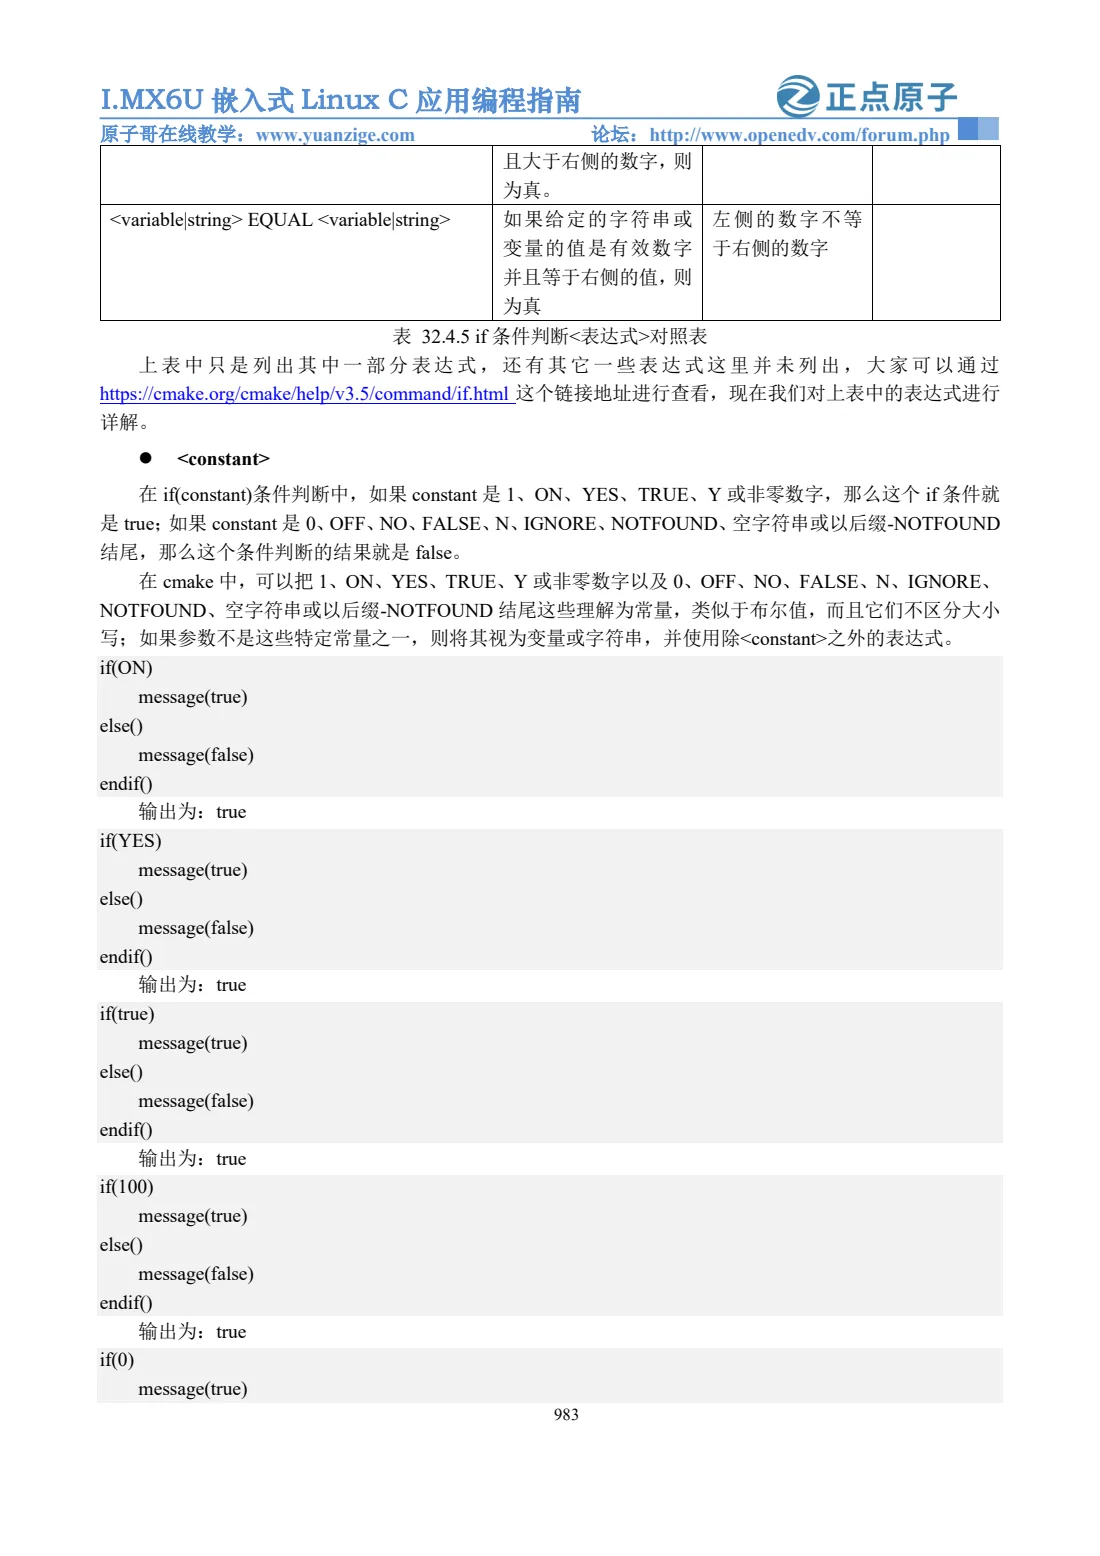 I.MX6U 嵌入式 Linux C 应用编程指南
正点原子
原子哥在线教学：www.yuanzige.com 论坛：http://www.openedv.com/forum.php
且大于右侧的数字，则
为真。
<variable|string> EQUAL <variable|string> 如果给定的字符串或 左侧的数字不等
变量的值是有效数字 于右侧的数字
并且等于右侧的值，则
为真
表 32.4.5 if 条件判断<表达式>对照表
上表中只是列出其中一部分表达式，还有其它一些表达式这里并未列出，大家可以通过
https://cmake.org/cmake/help/v3.5/command/if.html 这个链接地址进行查看，现在我们对上表中的表达式进行
详解。
● <constant>
在 if(constant)条件判断中，如果 constant 是 1、ON、YES、TRUE、Y 或非零数字，那么这个 if 条件就
是 true；如果 constant 是 0、OFF、NO、FALSE、N、IGNORE、NOTFOUND、空字符串或以后缀-NOTFOUND
结尾，那么这个条件判断的结果就是 false。
在 cmake 中，可以把 1、ON、YES、TRUE、Y 或非零数字以及 0、OFF、NO、FALSE、N、IGNORE、
NOTFOUND、空字符串或以后缀-NOTFOUND 结尾这些理解为常量，类似于布尔值，而且它们不区分大小
写；如果参数不是这些特定常量之一，则将其视为变量或字符串，并使用除<constant>之外的表达式。
if(ON)
message(true)
else()
message(false)
endif()
输出为：true
if(YES)
message(true)
else()
message(false)
endif()
输出为：true
if(true)
message(true)
else()
message(false)
endif()
输出为：true
if(100)
message(true)
else()
message(false)
endif()
输出为：true
if(0)
message(true)
983